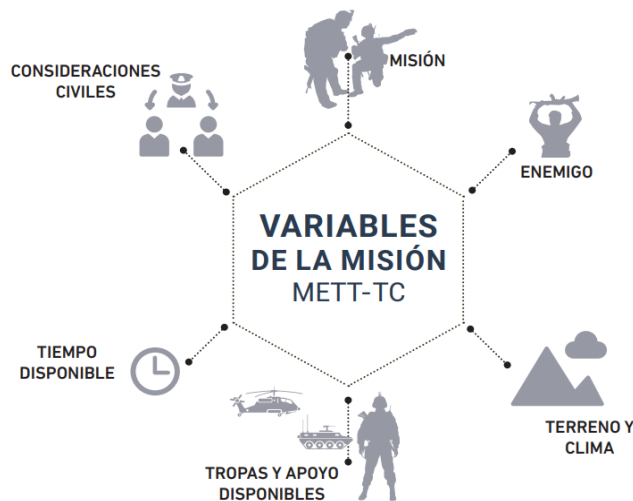 MISIÓN
CONSIDERACIONES
CIVILES
ENEMIGO
VARIABLES
DE LA MISIÓN
METT-TC
TIEMPO
DISPONIBLE
TERRENO Y
CLIMA
TROPAS Y APOYO
DISPONIBLES